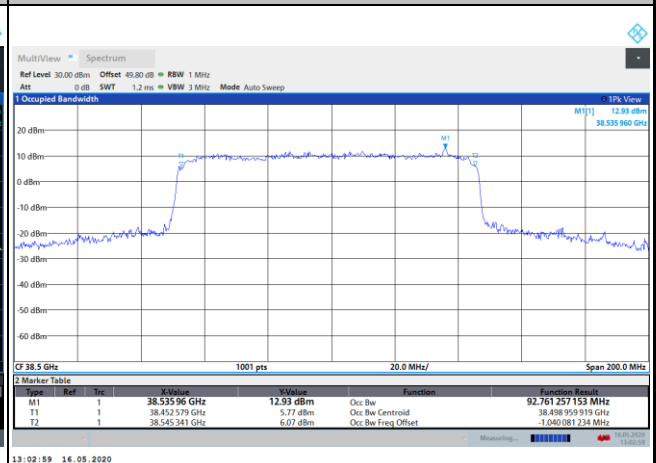 MultiView Spectrum
Ref Level 30.00 dBm Offset 49.80 dB RBW 1 MHz
Att 0 dB SWT 1.2 ms VBW 3 MHz Mode Auto Sweep
1 Occupied Bandwidth 1Pk View
M1[1] 12.93 dBm
38.535 960 GHz
M1
20 dBm
T1 T2
10 dBm
0 dBm
-10 dBm
-20 dBm
-30 dBm
-40 dBm
-50 dBm
-60 dBm
CF 38.5 GHz 1001 pts 20.0 MHz/ Span 200.0 MHz
2 Marker Table
Type Ref Trc X-Value Y-Value Function Function Result
M1 1 38.535 96 GHz 12.93 dBm Occ Bw 92.761 257 153 MHz
T1 1 38.452 579 GHz 5.77 dBm Occ Bw Centroid 38.498 959 919 GHz
T2 1 38.545 341 GHz 6.07 dBm Occ Bw Freq Offset -1.040 081 234 MHz
Measuring... 16.05.2020
13:02:59
13:02:59 16.05.2020